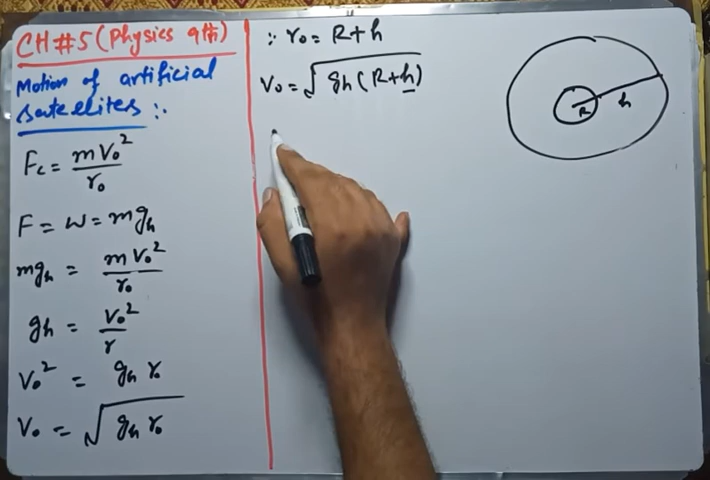 CH#5 (Physics 9th)
Motion of artificial
Satellites :.
Fc = mv₀²/r₀
F = W = mgh
mgh = mv₀²/r₀
gh = v₀²/r
v₀² = gh r₀
v₀ = √gh r₀
∵ r₀ = R+h
v₀ = √gh (R+h)
R
h